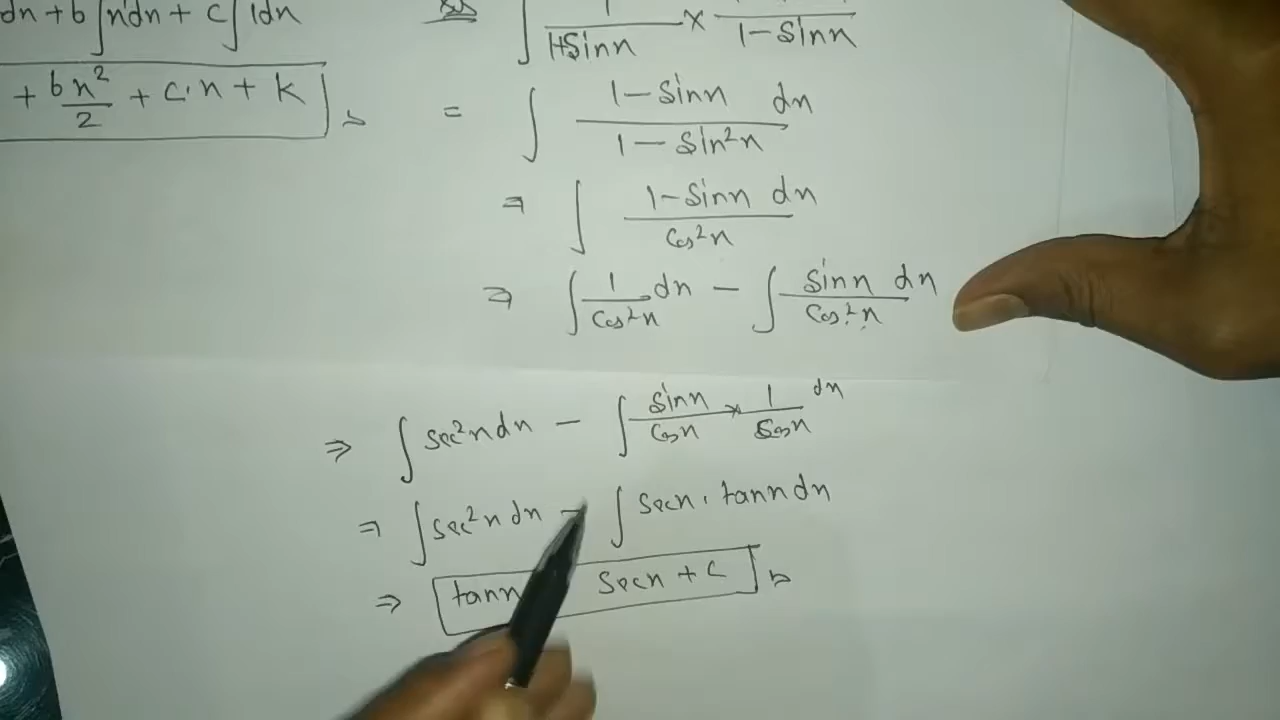 dn + b∫n'dn + c∫1dn
+ bn²/2 + c.n + k
∫ 1/1+Sinn × 1-Sinn
= ∫ 1-Sinn/1-Sin²n dn
⇒ ∫ 1-Sinn/Cos²n dn
⇒ ∫ 1/Cos²n dn - ∫ Sinn/Cos²n dn
⇒ ∫ Sec²n dn - ∫ Sinn/Cosn × 1/Cosn dn
⇒ ∫ Sec²n dn - ∫ Secn . tann dn
⇒ tann Secn + C